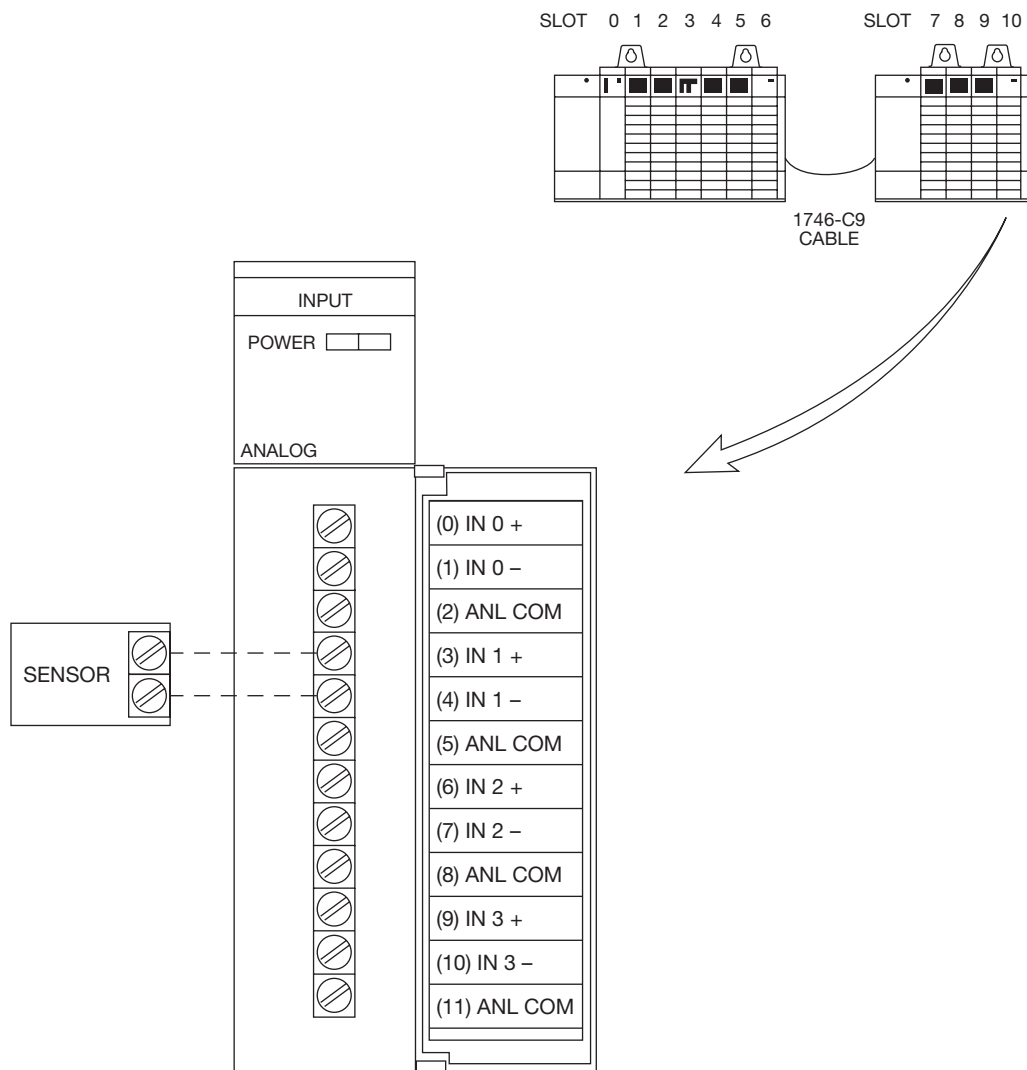 SLOT 0 1 2 3 4 5 6
SLOT 7 8 9 10
1746-C9
CABLE
INPUT
POWER
ANALOG
SENSOR
(0) IN 0 +
(1) IN 0 –
(2) ANL COM
(3) IN 1 +
(4) IN 1 –
(5) ANL COM
(6) IN 2 +
(7) IN 2 –
(8) ANL COM
(9) IN 3 +
(10) IN 3 –
(11) ANL COM